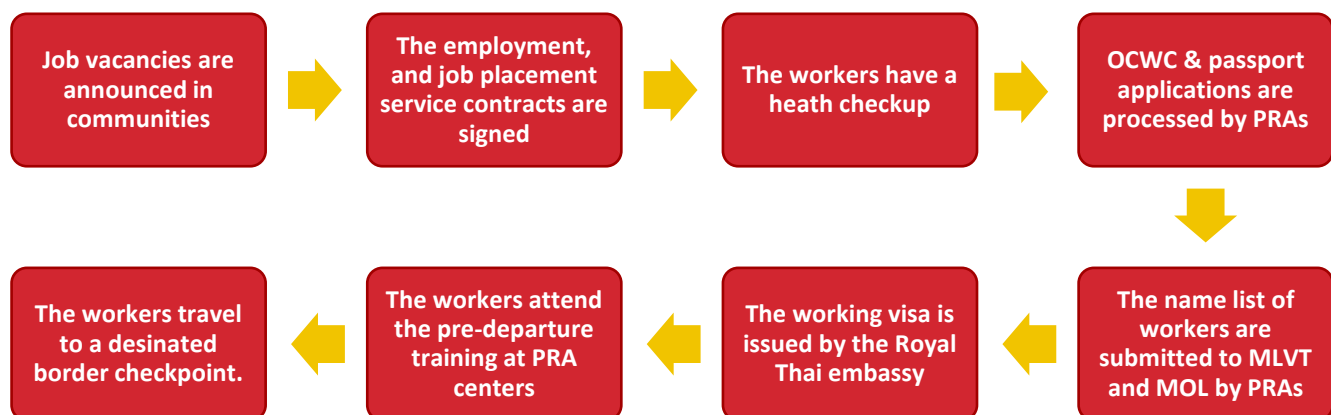 Job vacancies are
announced in
communities
The employment,
and job placement
service contracts are
signed
The workers have a
heath checkup
OCWC & passport
applications are
processed by PRAs
The name list of
workers are
submitted to MLVT
and MOL by PRAs
The working visa is
issued by the Royal
Thai embassy
The workers attend
the pre-departure
training at PRA
centers
The workers travel
to a desinated
border checkpoint.